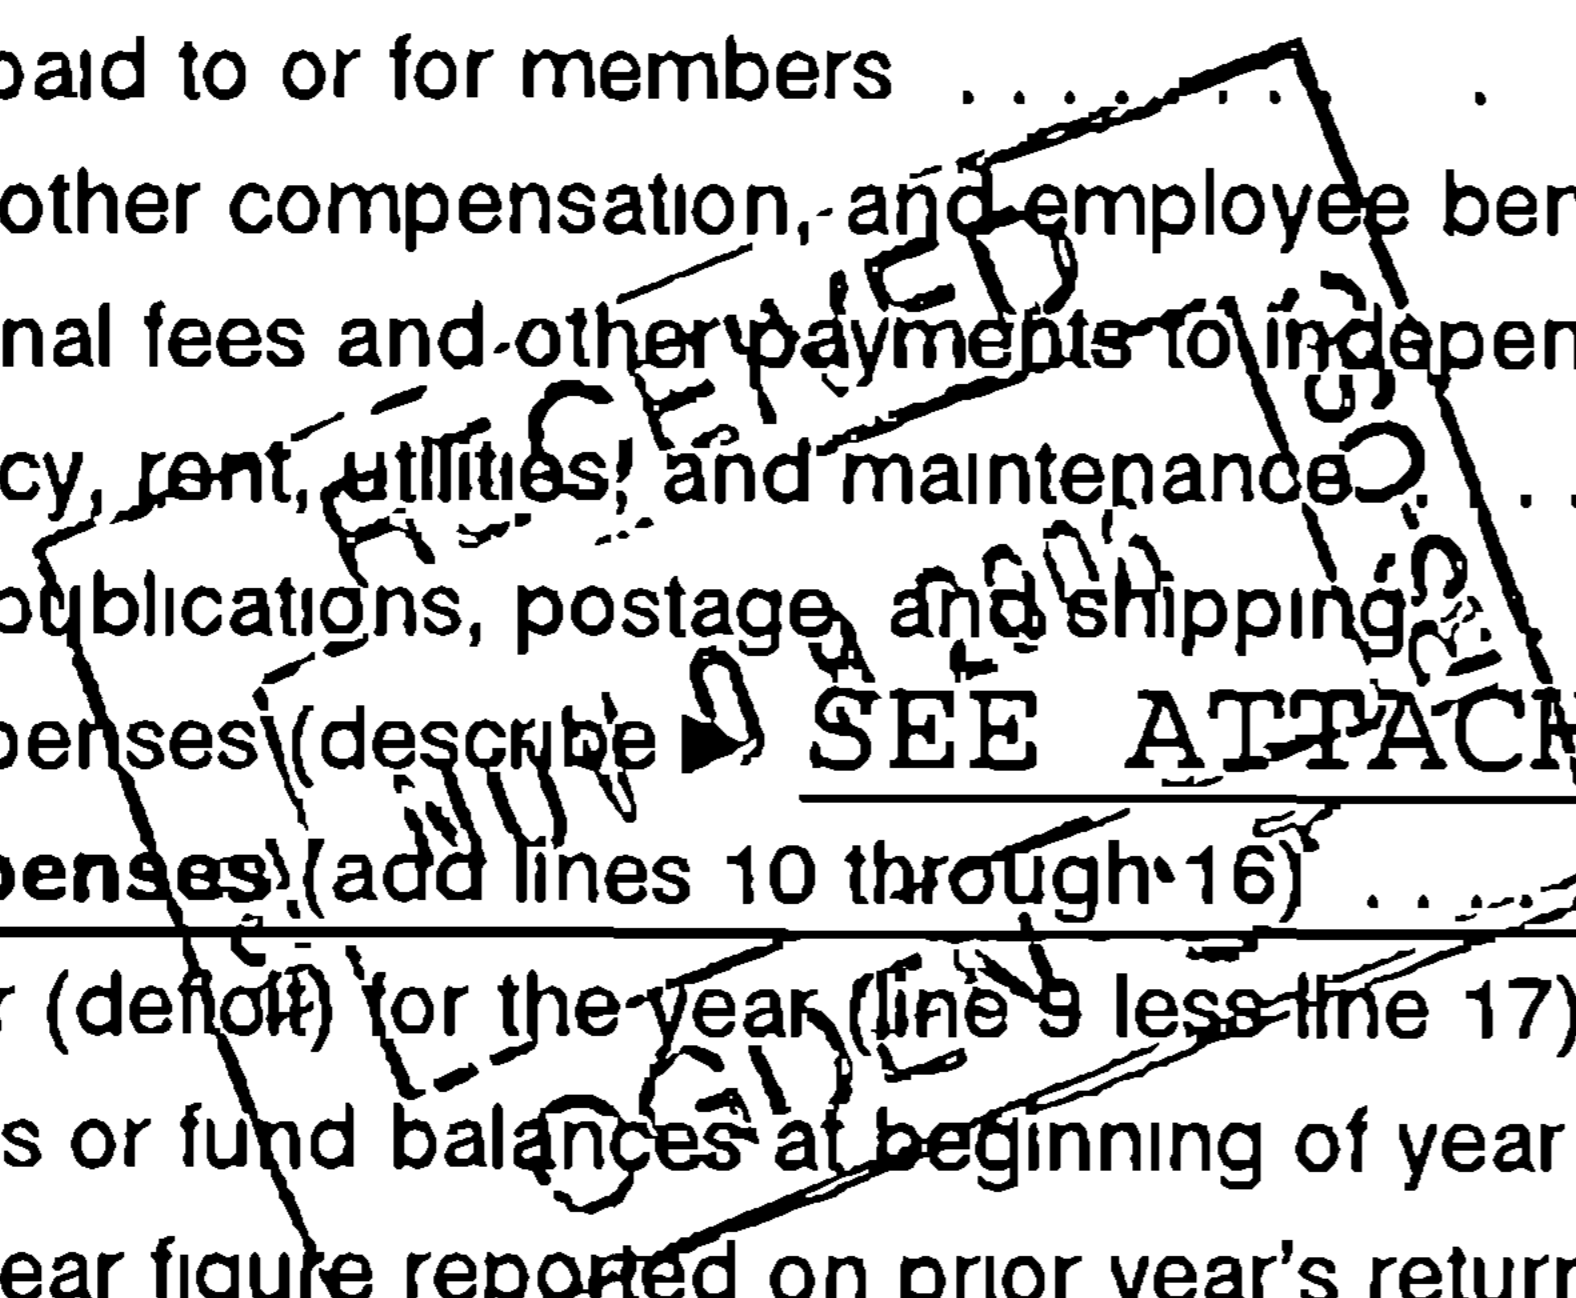 paid to or for members . . . . . . . .
other compensation, and employee ben
nal fees and other payments to indepen
cy, rent, utilities, and maintenance . . . .
publications, postage, and shipping
penses (describe ▶ SEE ATTACH
penses (add lines 10 through 16) . . . .
r (deficit) for the year (line 9 less line 17)
s or fund balances at beginning of year
ear figure reported on prior year's return
RECEIVED
OGDEN